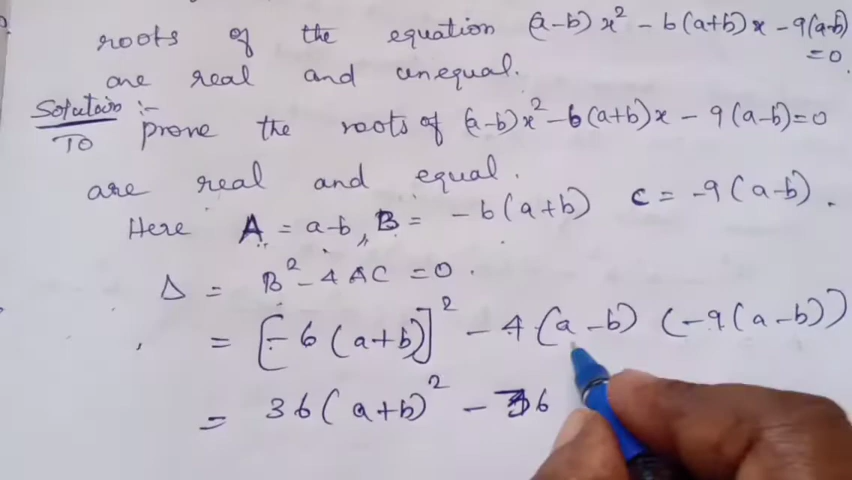 roots of the equation (a-b) x² - 6(a+b)x - 9(a-b)
= 0.
are real and unequal.
Solution :-
To prove the roots of (a-b)x² - 6(a+b)x - 9(a-b)=0
are real and equal.
Here A = a-b, B = -6(a+b) C = -9(a-b).
Δ = B² - 4AC = 0.
= [-6(a+b)]² - 4(a-b) (-9(a-b))
= 36(a+b)² - 36